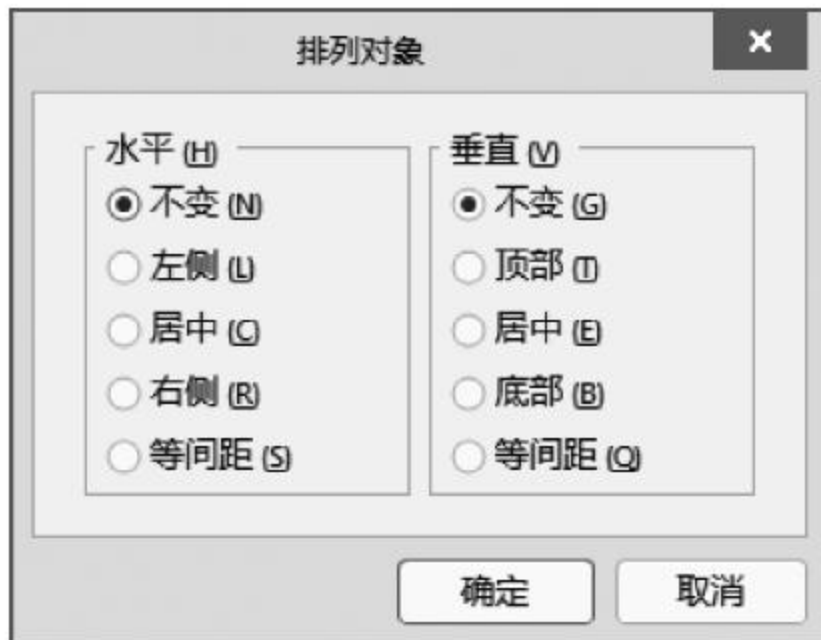 排列对象
水平(H)
不变(N)
左侧(L)
居中(C)
右侧(R)
等间距(S)
垂直(V)
不变(G)
顶部(T)
居中(E)
底部(B)
等间距(Q)
确定
取消